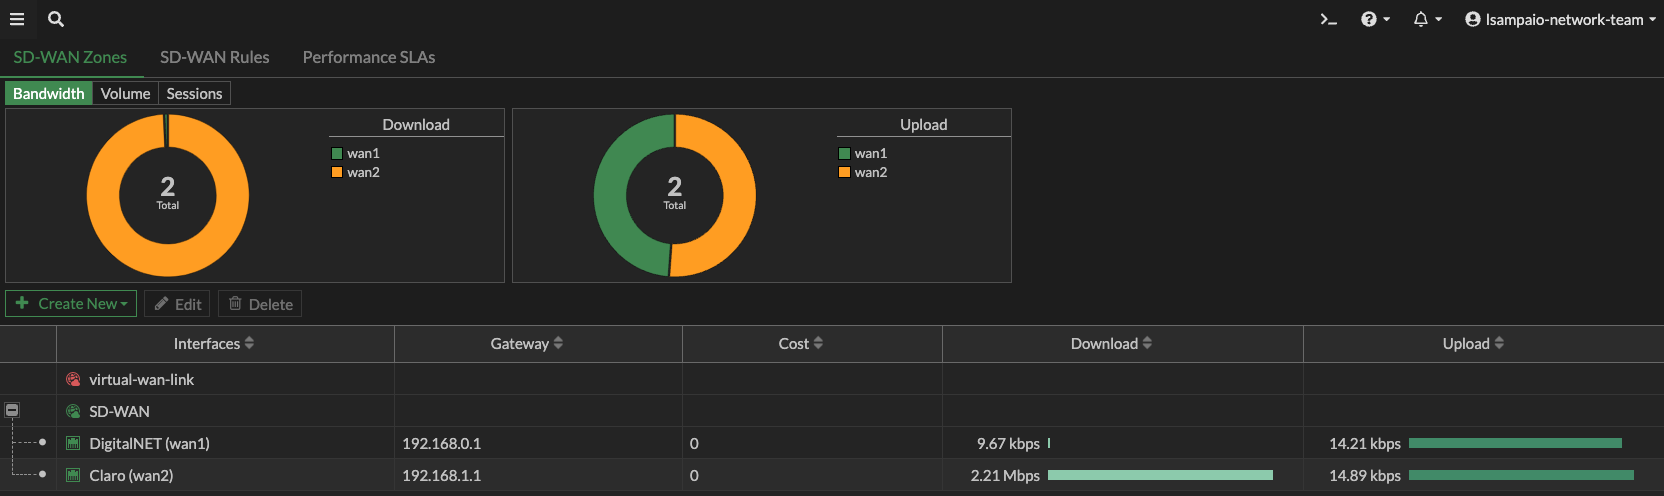 lsampaio-network-team
SD-WAN Zones SD-WAN Rules Performance SLAs
Bandwidth Volume Sessions
Download
wan1
wan2
2
Total
Upload
wan1
wan2
2
Total
Create New Edit Delete
Interfaces Gateway Cost Download Upload
virtual-wan-link
SD-WAN
DigitalNET (wan1) 192.168.0.1 0 9.67 kbps 14.21 kbps
Claro (wan2) 192.168.1.1 0 2.21 Mbps 14.89 kbps